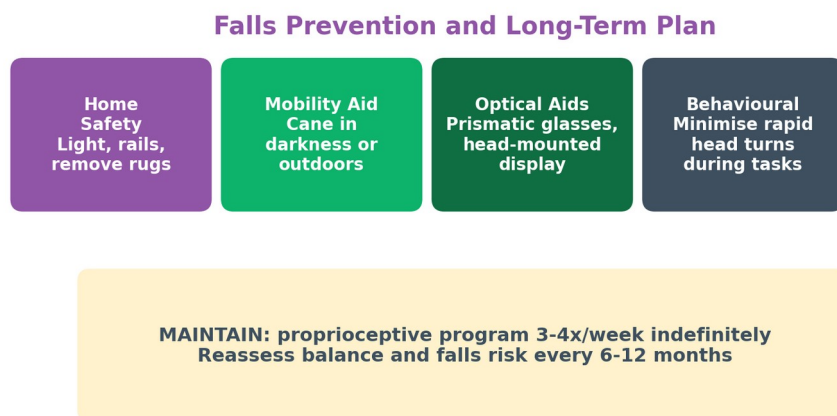 Falls Prevention and Long-Term Plan
Home
Safety
Light, rails,
remove rugs
Mobility Aid
Cane in
darkness or
outdoors
Optical Aids
Prismatic glasses,
head-mounted
display
Behavioural
Minimise rapid
head turns
during tasks
MAINTAIN: proprioceptive program 3-4x/week indefinitely
Reassess balance and falls risk every 6-12 months